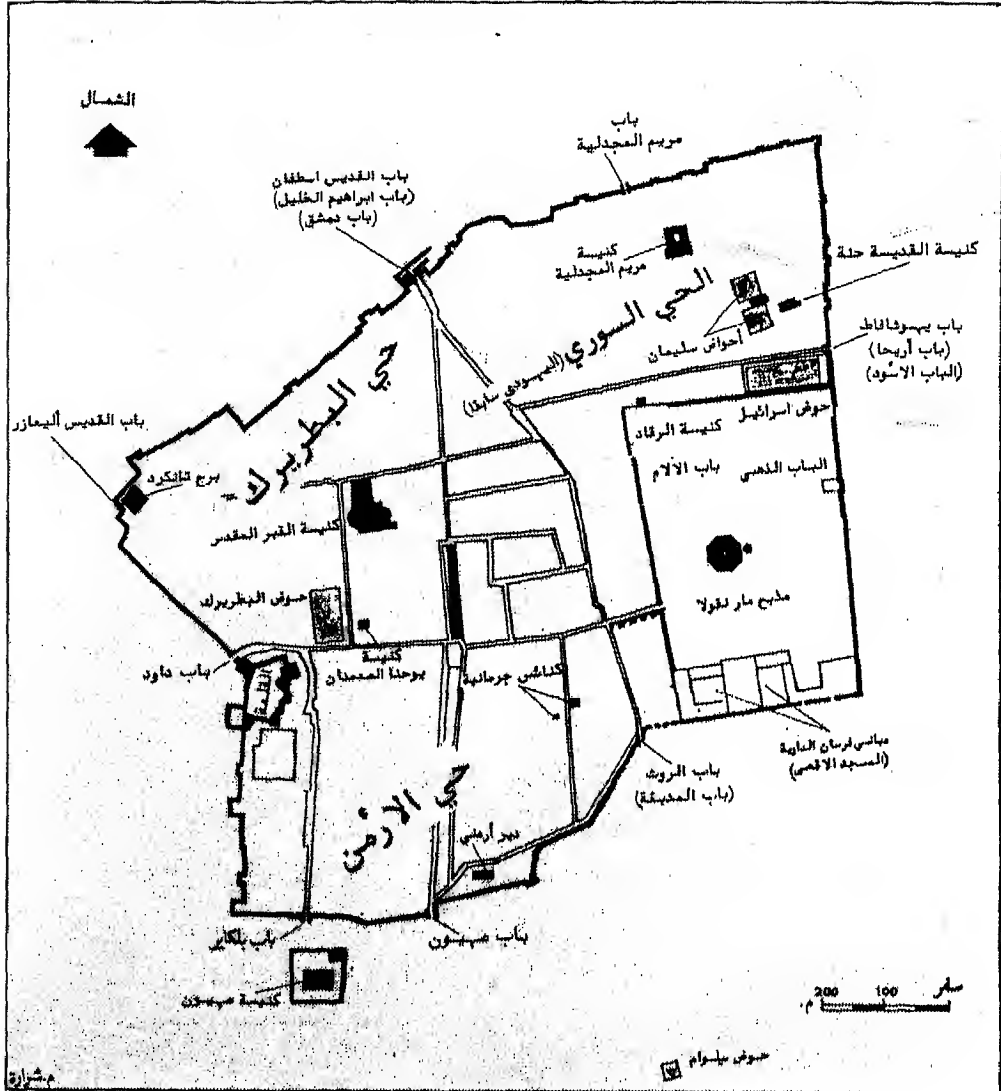 الشمال
باب
مريم المجدلية
باب القديس اسطفان
(باب ابراهيم الخليل)
(باب دمشق)
كنيسة
مريم المجدلية
كنيسة القديسة حنة
الحي السوري
(اليهودي سابقا)
أحواض سليمان
باب يهوشافاط
(باب أريحا)
(الباب الاسود)
حي البطريرك
باب القديس أليعازر
برج تانكرد
حوض اسرائيل
كنيسة الرقاد
باب الآلام
الباب الذهبي
كنيسة القبر المقدس
مذبح مار نقولا
حوض البطريرك
كنيسة
يوحنا المعمدان
باب داود
القلعة
كنائس جرمانية
مباني فرسان الداوية
(المسجد الاقصى)
باب الروث
(باب المدبغة)
حي الأرمن
دير أرمني
باب بلكاير
باب صهيون
كنيسة صهيون
صفر 100 200 م.
حوض سلوام
م.شرارة